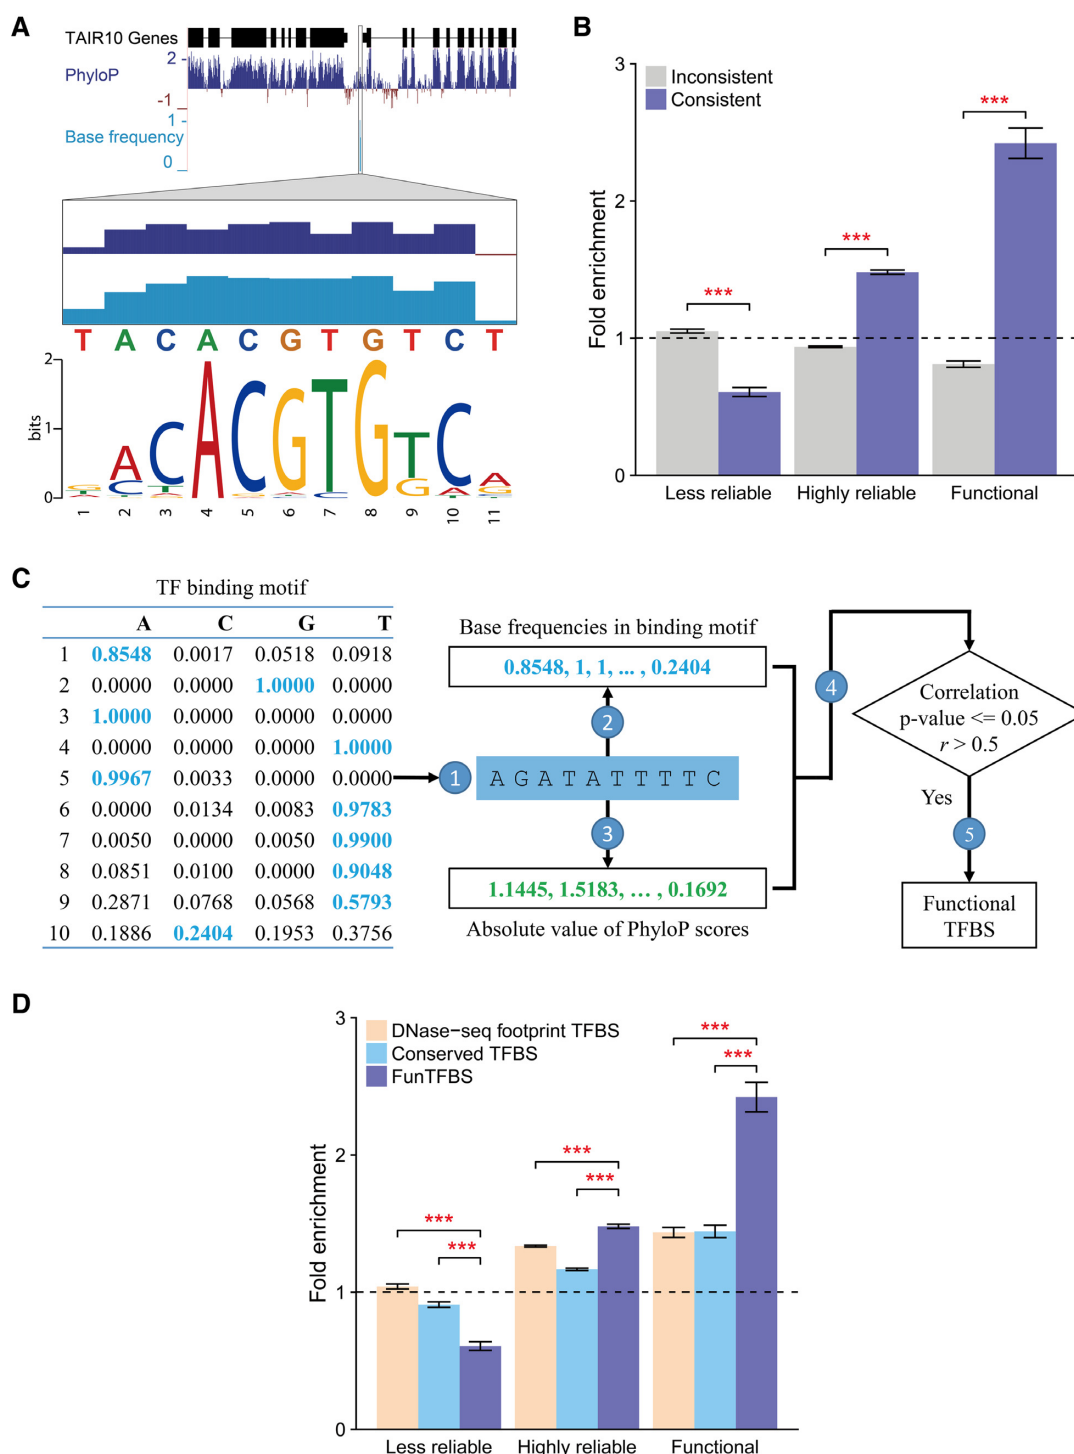 A
TAIR10 Genes
2
PhyloP
-1
1
Base frequency
0
T A C A C G T G T C T
2
bits
1
0
ACACGTGTCA
1 2 3 4 5 6 7 8 9 10 11
B
3
Inconsistent
Consistent
***
***
***
2
Fold enrichment
1
0
Less reliable Highly reliable Functional
C
TF binding motif
A C G T
1 0.8548 0.0017 0.0518 0.0918
2 0.0000 0.0000 1.0000 0.0000
3 1.0000 0.0000 0.0000 0.0000
4 0.0000 0.0000 0.0000 1.0000
5 0.9967 0.0033 0.0000 0.0000
6 0.0000 0.0134 0.0083 0.9783
7 0.0050 0.0000 0.0050 0.9900
8 0.0851 0.0100 0.0000 0.9048
9 0.2871 0.0768 0.0568 0.5793
10 0.1886 0.2404 0.1953 0.3756
Base frequencies in binding motif
0.8548, 1, 1, ... , 0.2404
2
1
A G A T A T T T T C
3
1.1445, 1.5183, … , 0.1692
Absolute value of PhyloP scores
4
Correlation
p-value <= 0.05
r > 0.5
Yes
5
Functional
TFBS
D
3
DNase-seq footprint TFBS
Conserved TFBS
FunTFBS
***
***
***
***
***
***
2
Fold enrichment
1
0
Less reliable Highly reliable Functional